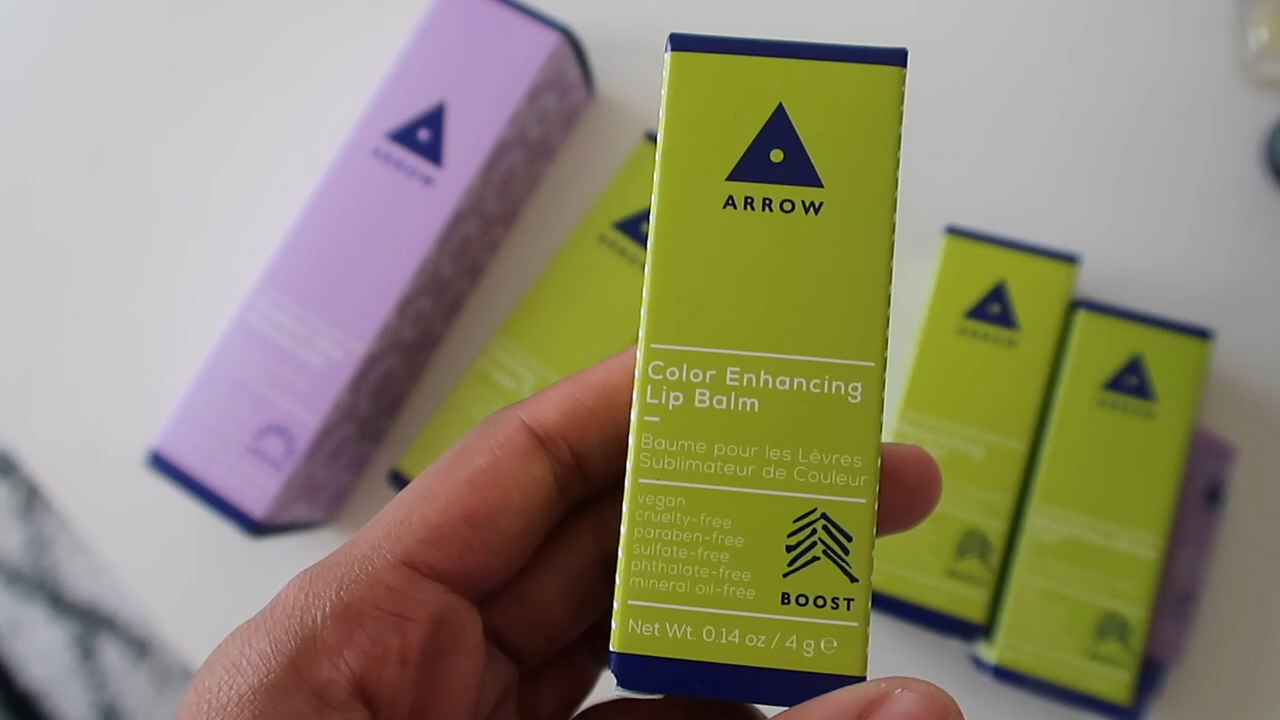 ARROW
Color Enhancing
Lip Balm
Baume pour les Lèvres
Sublimateur de Couleur
vegan
cruelty-free
paraben-free
sulfate-free
phthalate-free
mineral oil-free
BOOST
Net Wt. 0.14 oz / 4 g ℮
ARROW
ARROW
ARROW
ARROW